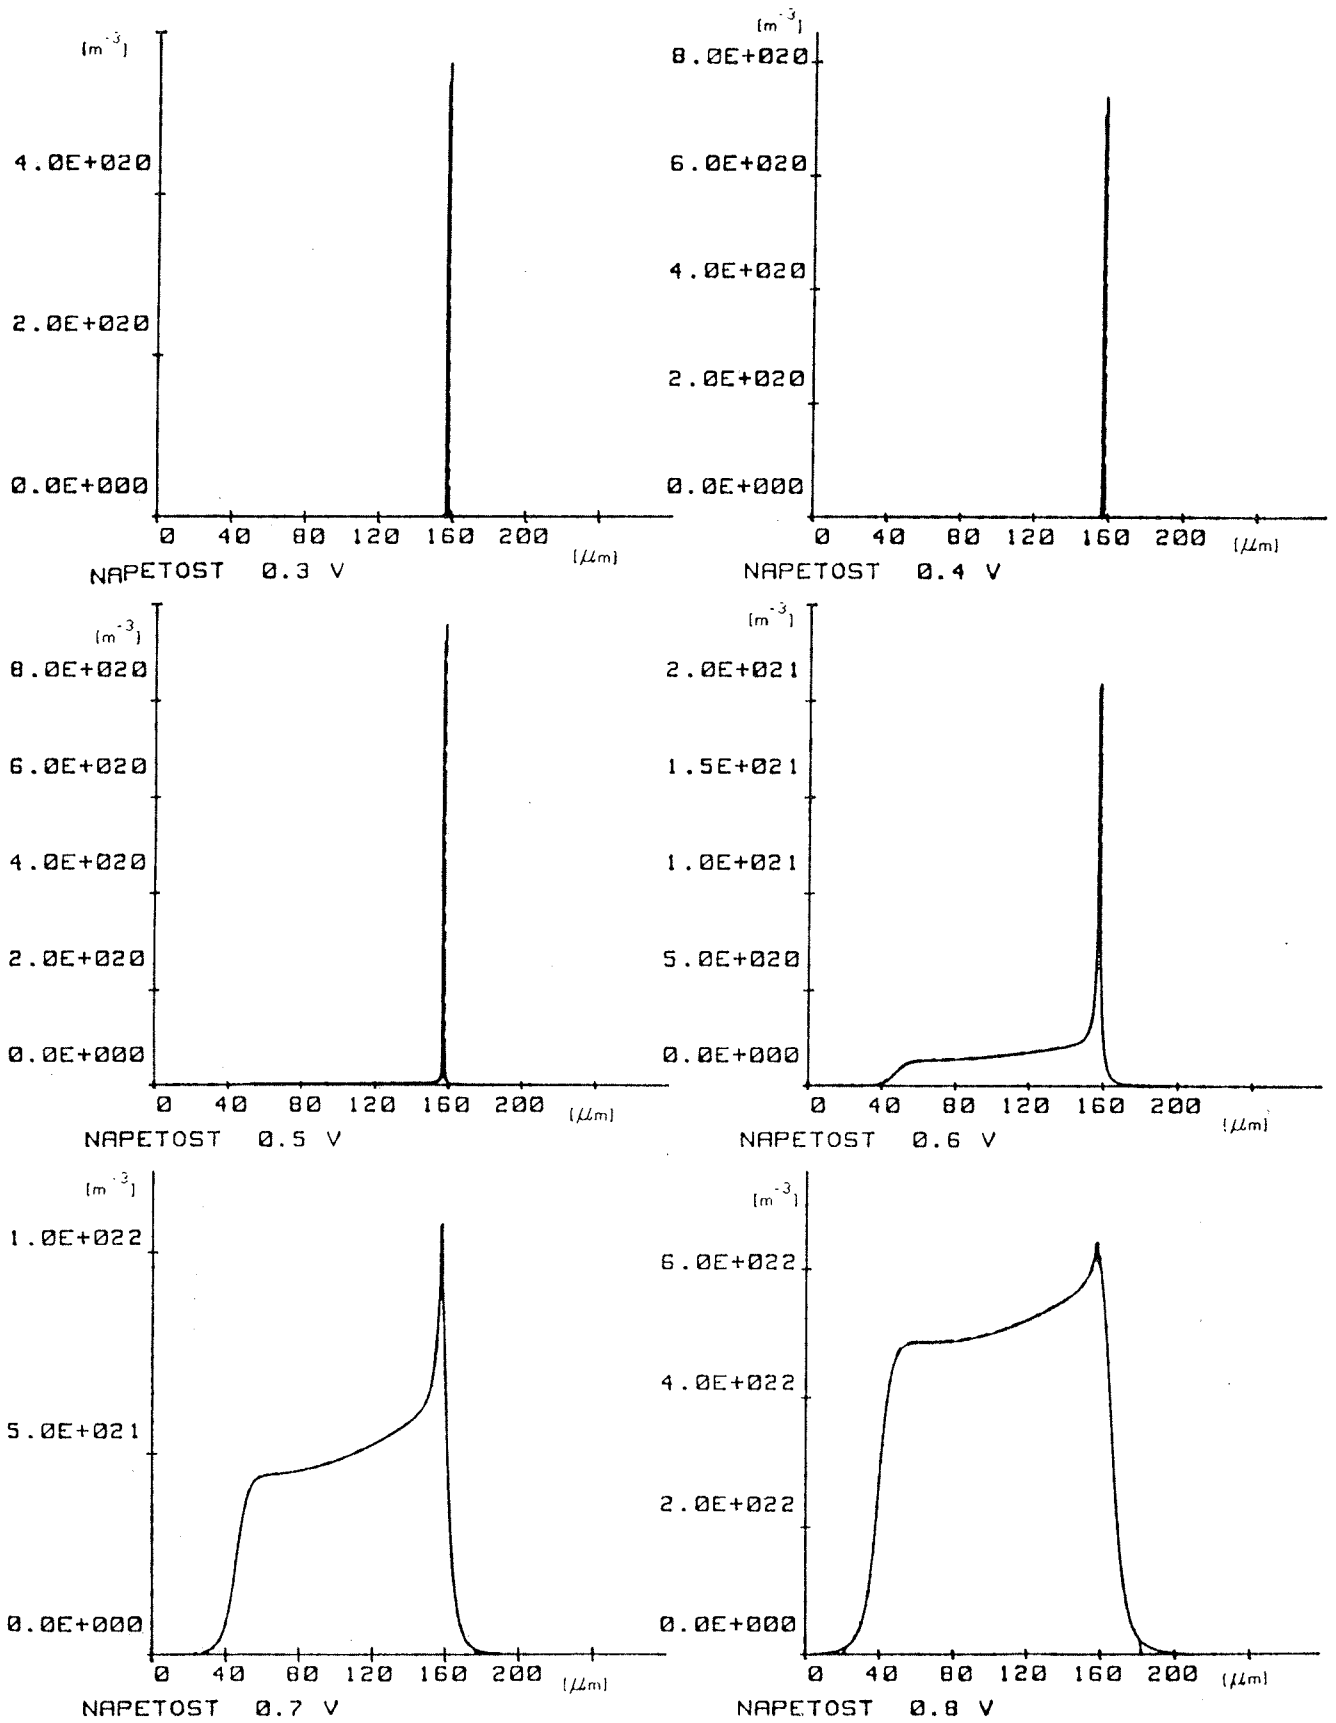 [m-3]
4.0E+020
2.0E+020
0.0E+000
0 40 80 120 160 200 [μm]
NAPETOST 0.3 V
[m-3]
8.0E+020
6.0E+020
4.0E+020
2.0E+020
0.0E+000
0 40 80 120 160 200 [μm]
NAPETOST 0.4 V
[m-3]
8.0E+020
6.0E+020
4.0E+020
2.0E+020
0.0E+000
0 40 80 120 160 200 [μm]
NAPETOST 0.5 V
[m-3]
2.0E+021
1.5E+021
1.0E+021
5.0E+020
0.0E+000
0 40 80 120 160 200 [μm]
NAPETOST 0.6 V
[m-3]
1.0E+022
5.0E+021
0.0E+000
0 40 80 120 160 200 [μm]
NAPETOST 0.7 V
[m-3]
6.0E+022
4.0E+022
2.0E+022
0.0E+000
0 40 80 120 160 200 [μm]
NAPETOST 0.8 V